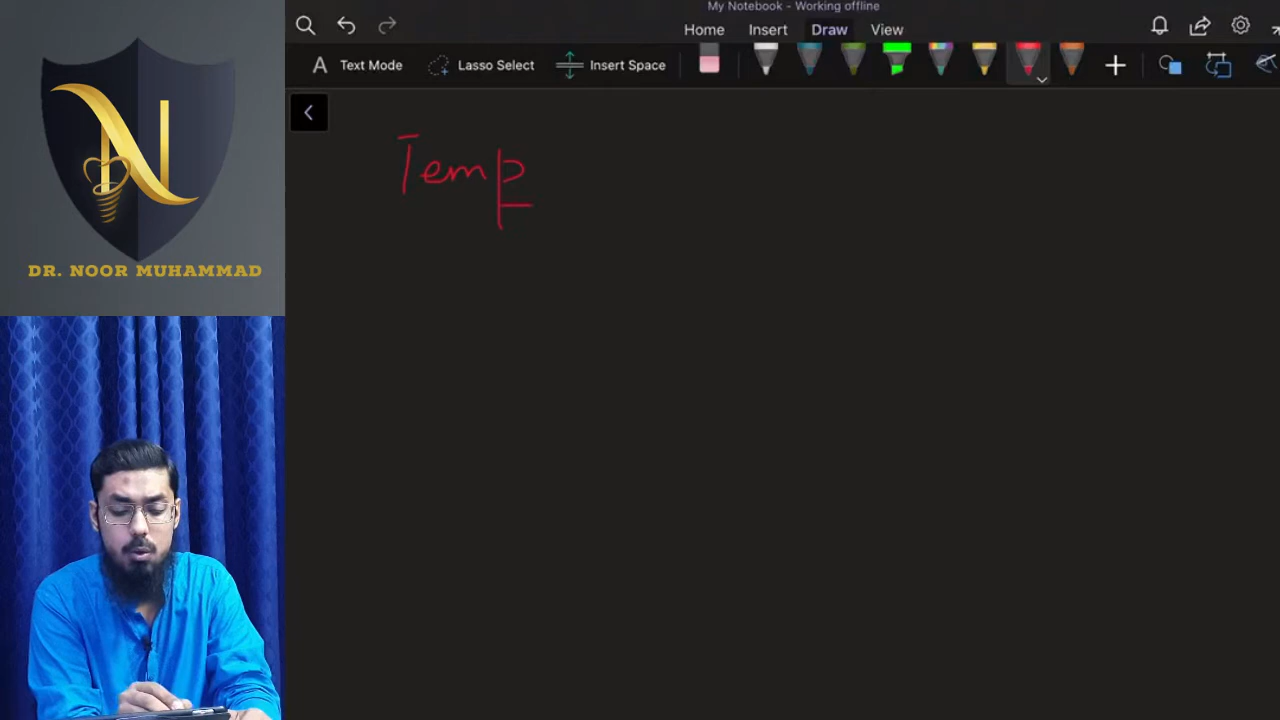 My Notebook - Working offline
Home Insert Draw View
A Text Mode Lasso Select Insert Space
Temp
N
DR. NOOR MUHAMMAD